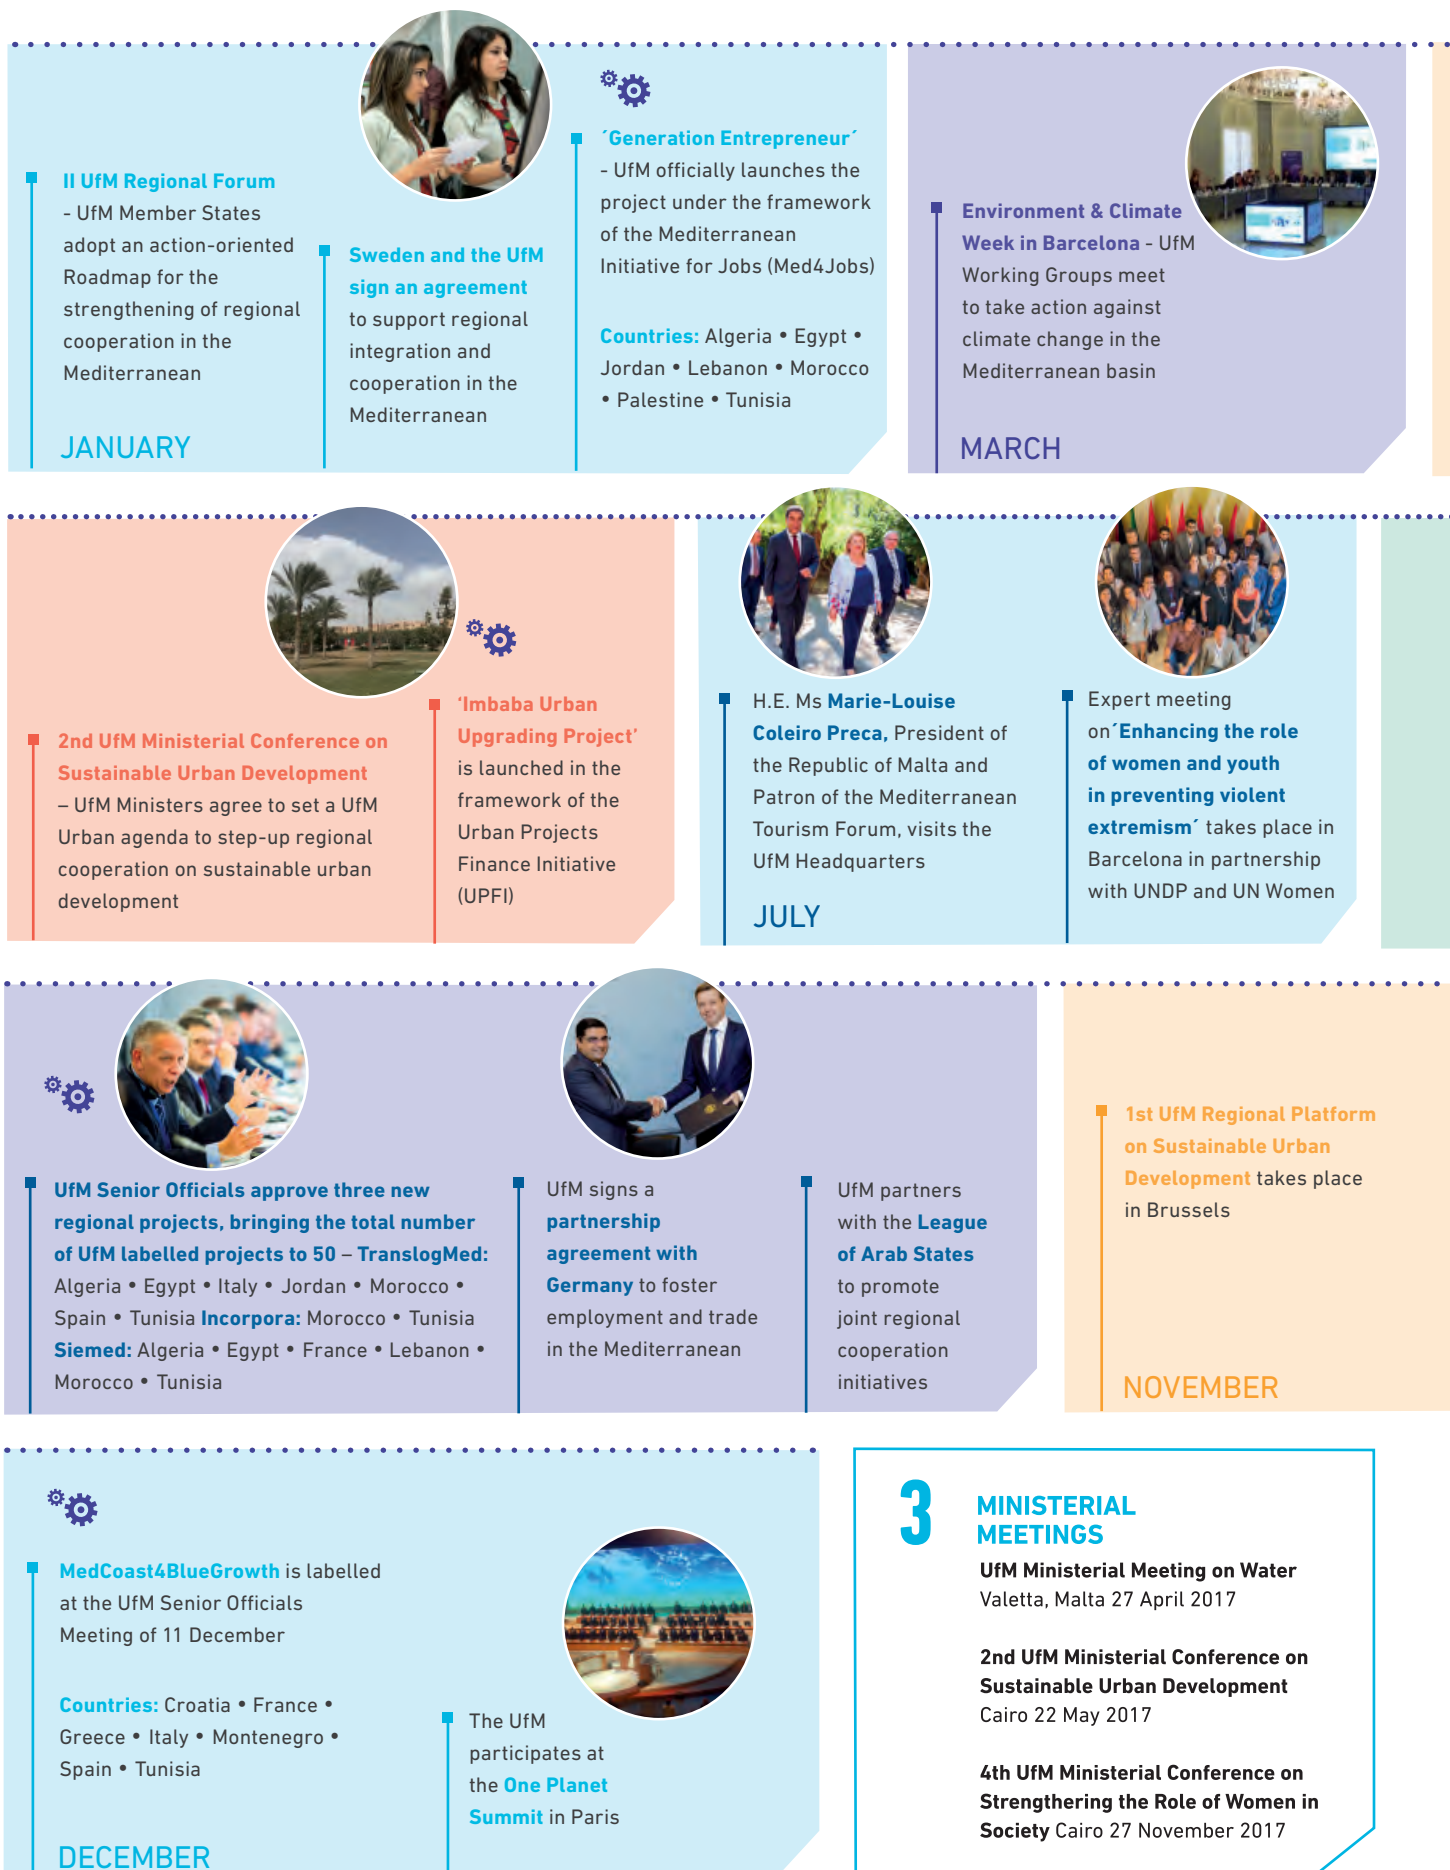 II UfM Regional Forum
- UfM Member States
adopt an action-oriented
Roadmap for the
strengthening of regional
cooperation in the
Mediterranean
JANUARY
Sweden and the UfM
sign an agreement
to support regional
integration and
cooperation in the
Mediterranean
´Generation Entrepreneur´
- UfM officially launches the
project under the framework
of the Mediterranean
Initiative for Jobs (Med4Jobs)
Countries: Algeria • Egypt •
Jordan • Lebanon • Morocco
• Palestine • Tunisia
Environment & Climate
Week in Barcelona - UfM
Working Groups meet
to take action against
climate change in the
Mediterranean basin
MARCH
2nd UfM Ministerial Conference on
Sustainable Urban Development
– UfM Ministers agree to set a UfM
Urban agenda to step-up regional
cooperation on sustainable urban
development
‘Imbaba Urban
Upgrading Project’
is launched in the
framework of the
Urban Projects
Finance Initiative
(UPFI)
H.E. Ms Marie-Louise
Coleiro Preca, President of
the Republic of Malta and
Patron of the Mediterranean
Tourism Forum, visits the
UfM Headquarters
JULY
Expert meeting
on´Enhancing the role
of women and youth
in preventing violent
extremism´ takes place in
Barcelona in partnership
with UNDP and UN Women
UfM Senior Officials approve three new
regional projects, bringing the total number
of UfM labelled projects to 50 – TranslogMed:
Algeria • Egypt • Italy • Jordan • Morocco •
Spain • Tunisia Incorpora: Morocco • Tunisia
Siemed: Algeria • Egypt • France • Lebanon •
Morocco • Tunisia
UfM signs a
partnership
agreement with
Germany to foster
employment and trade
in the Mediterranean
UfM partners
with the League
of Arab States
to promote
joint regional
cooperation
initiatives
1st UfM Regional Platform
on Sustainable Urban
Development takes place
in Brussels
NOVEMBER
MedCoast4BlueGrowth is labelled
at the UfM Senior Officials
Meeting of 11 December
Countries: Croatia • France •
Greece • Italy • Montenegro •
Spain • Tunisia
DECEMBER
The UfM
participates at
the One Planet
Summit in Paris
3 MINISTERIAL
MEETINGS
UfM Ministerial Meeting on Water
Valetta, Malta 27 April 2017
2nd UfM Ministerial Conference on
Sustainable Urban Development
Cairo 22 May 2017
4th UfM Ministerial Conference on
Strengthering the Role of Women in
Society Cairo 27 November 2017